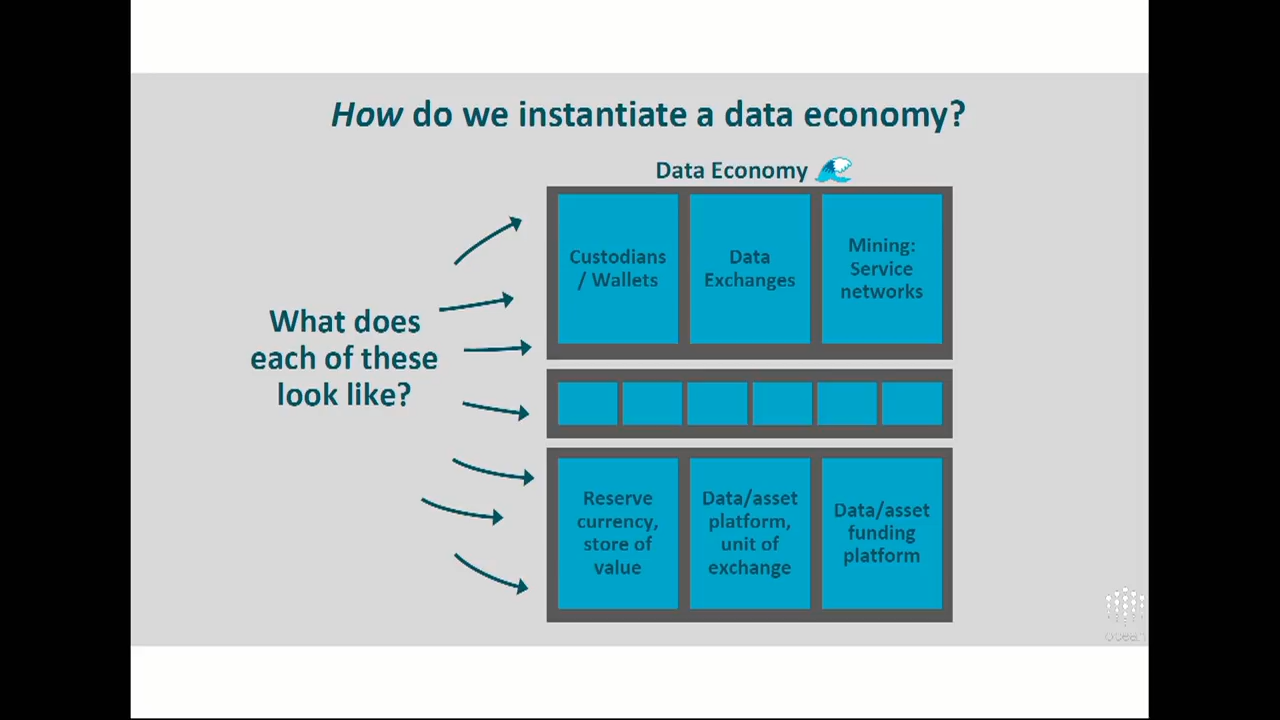 How do we instantiate a data economy?
Data Economy
Custodians
/ Wallets
Data
Exchanges
Mining:
Service
networks
What does
each of these
look like?
Reserve
currency,
store of
value
Data/asset
platform,
unit of
exchange
Data/asset
funding
platform
ocean